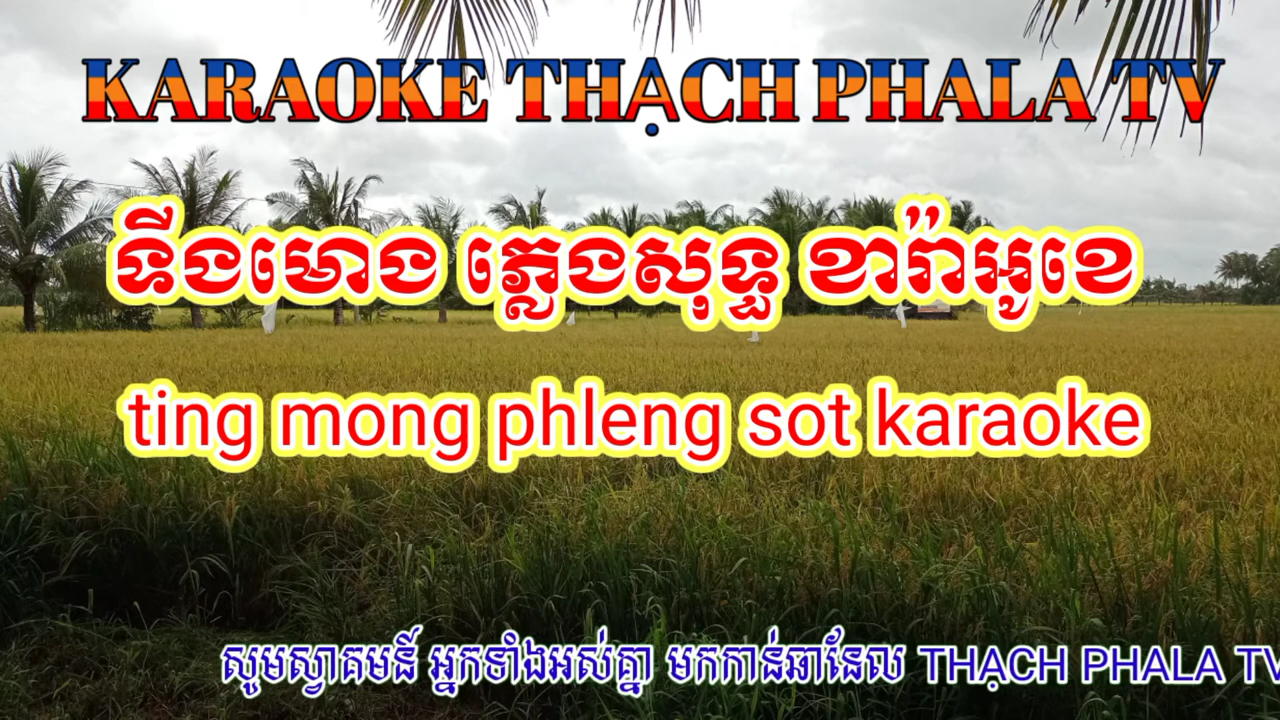 KARAOKE THẠCH PHALA TV
ទីងមោង ភ្លេងសុទ្ធ ខារ៉ាអូខេ
ting mong phleng sot karaoke
សូមស្វាគមន៍ អ្នកទាំងអស់គ្នា មកកាន់ឆានែល THẠCH PHALA TV